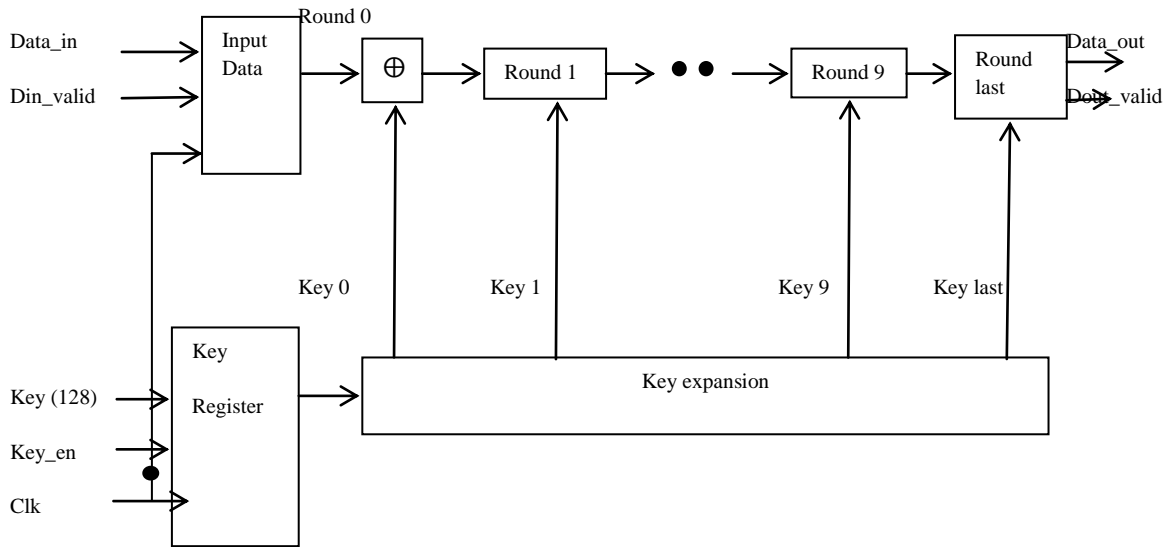 Round 0
Data_in
Din_valid
Input
Data
⊕
Round 1
Round 9
Round
last
Data_out
Dout_valid
Key 0
Key 1
Key 9
Key last
Key
Register
Key expansion
Key (128)
Key_en
Clk